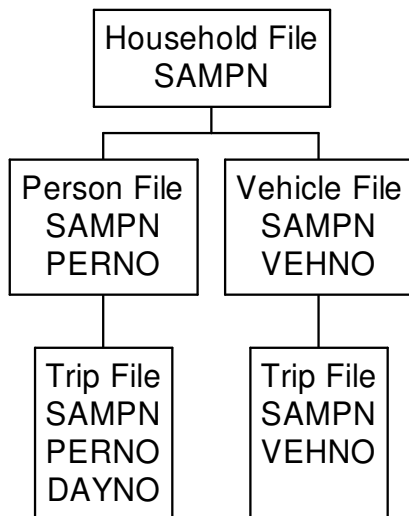 Household File
SAMPN
Person File
SAMPN
PERNO
Vehicle File
SAMPN
VEHNO
Trip File
SAMPN
PERNO
DAYNO
Trip File
SAMPN
VEHNO